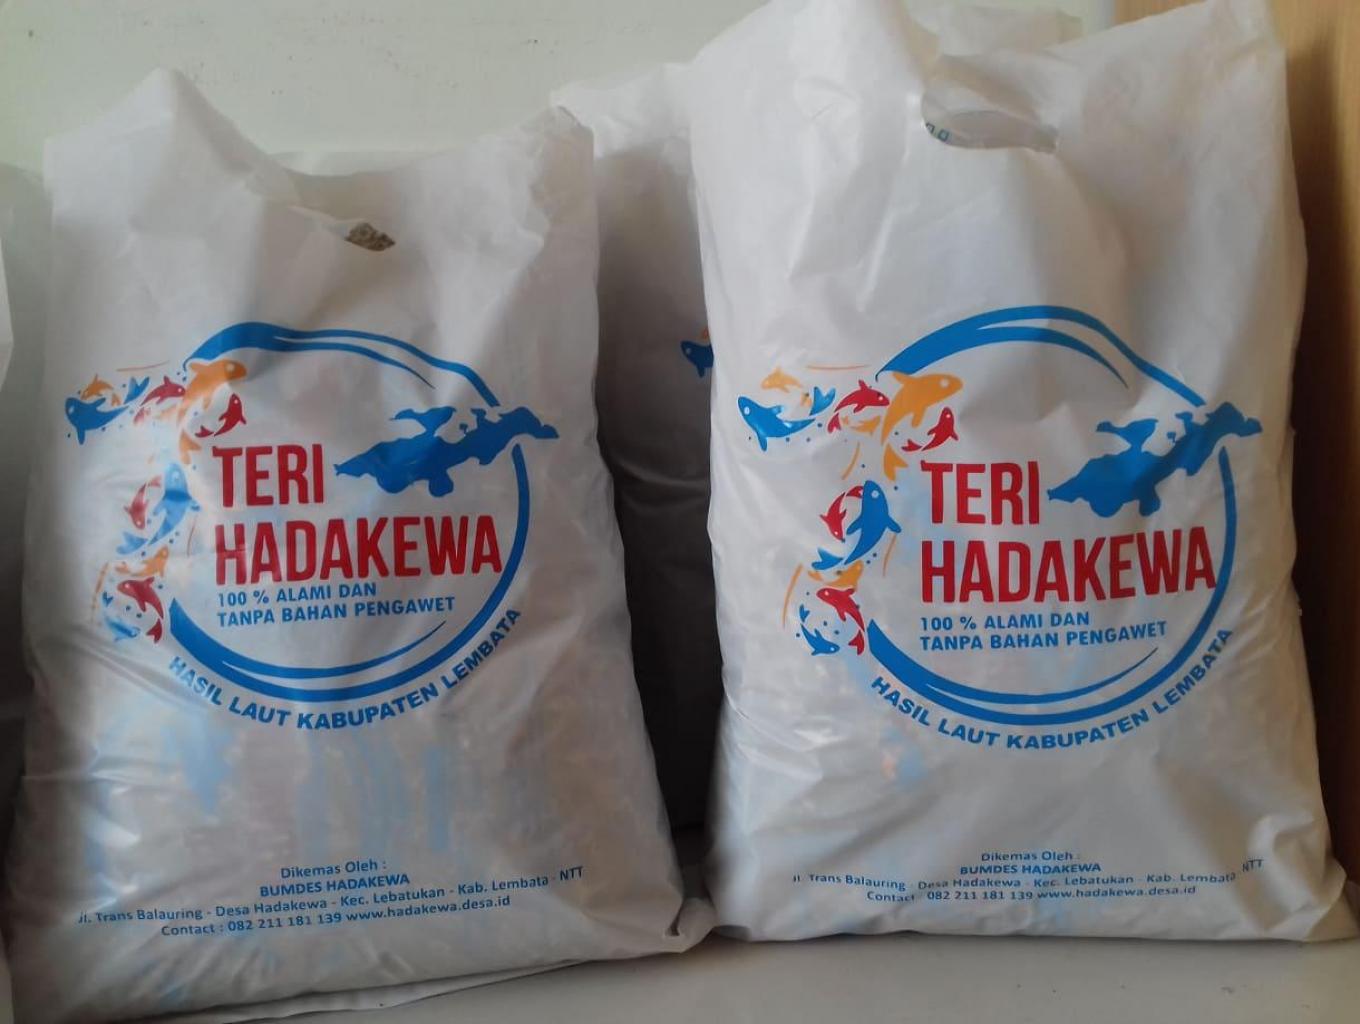 TERI
HADAKEWA
100 % ALAMI DAN
TANPA BAHAN PENGAWET
HASIL LAUT KABUPATEN LEMBATA
Dikemas Oleh :
BUMDES HADAKEWA
Jl. Trans Balauring - Desa Hadakewa - Kec. Lebatukan - Kab. Lembata - NTT
Contact : 082 211 181 139 www.hadakewa.desa.id
TERI
HADAKEWA
100 % ALAMI DAN
TANPA BAHAN PENGAWET
HASIL LAUT KABUPATEN LEMBATA
Dikemas Oleh :
BUMDES HADAKEWA
Jl. Trans Balauring - Desa Hadakewa - Kec. Lebatukan - Kab. Lembata - NTT
Contact : 082 211 181 139 www.hadakewa.desa.id